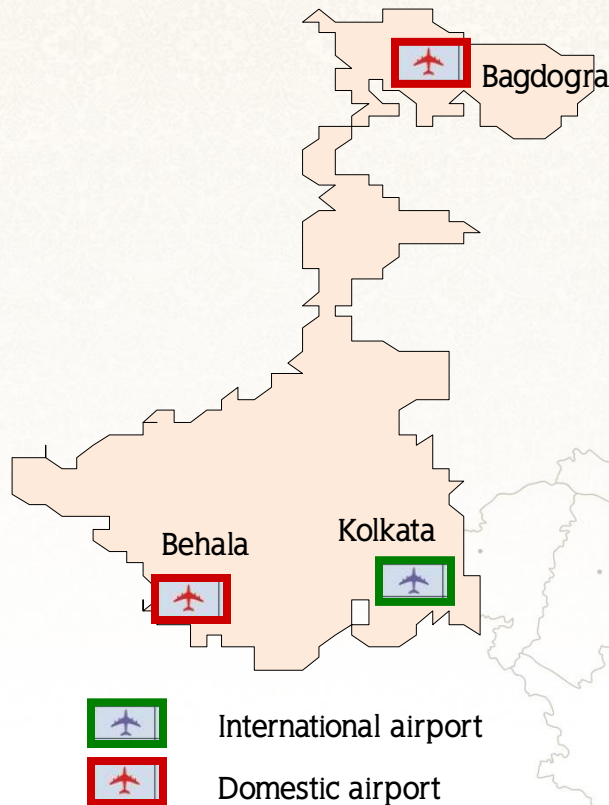 Bagdogra
Behala
Kolkata
International airport
Domestic airport